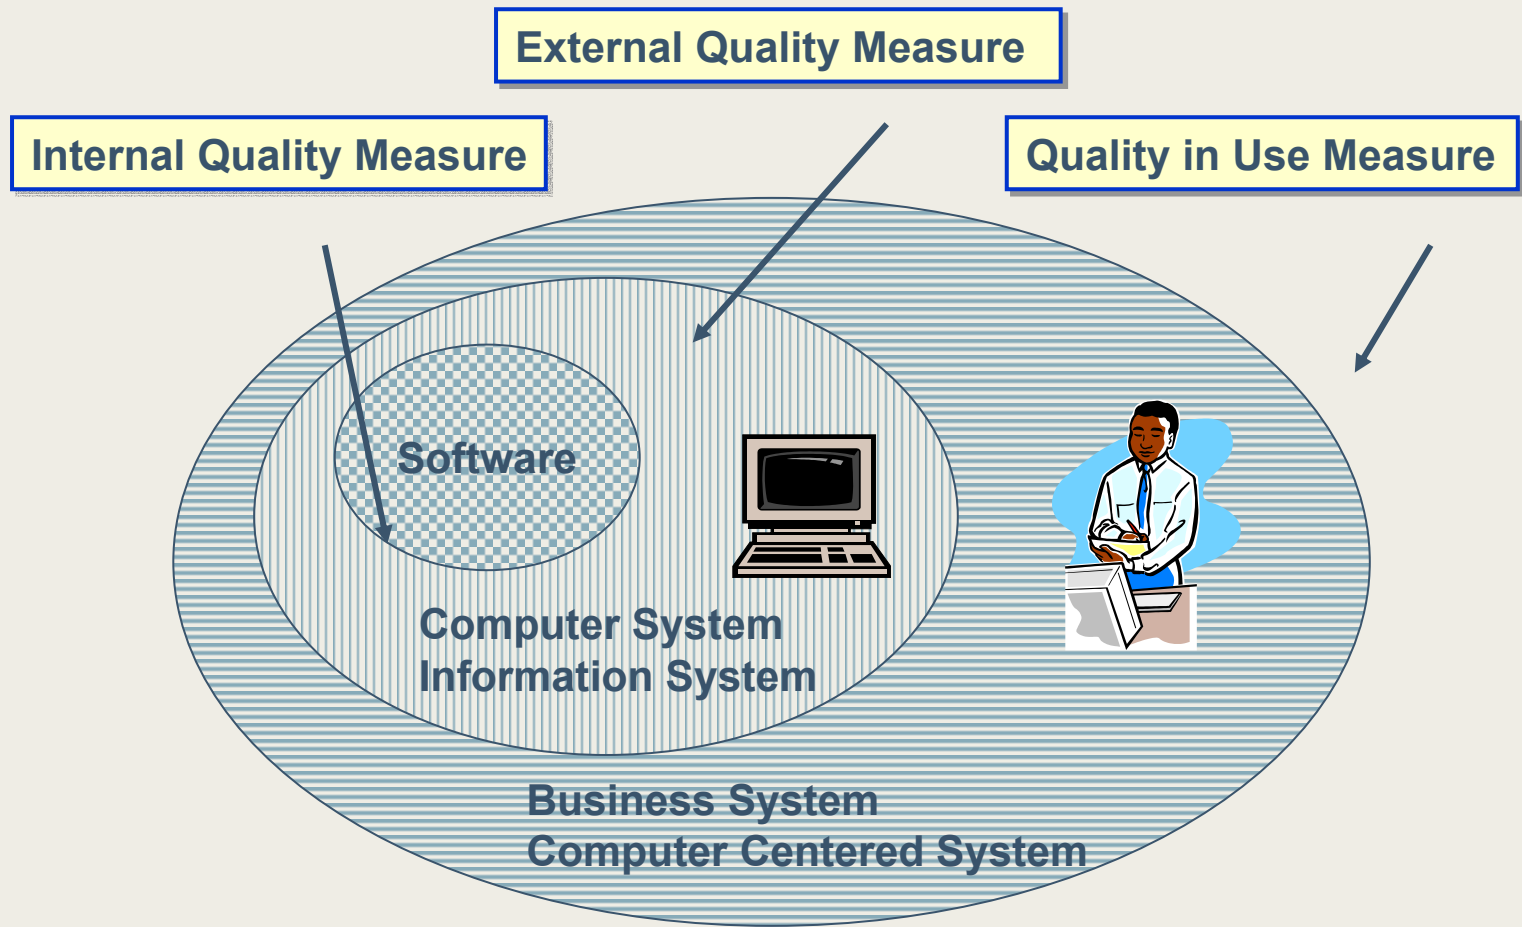 External Quality Measure
Internal Quality Measure
Quality in Use Measure
Software
Computer System
Information System
Business System
Computer Centered System